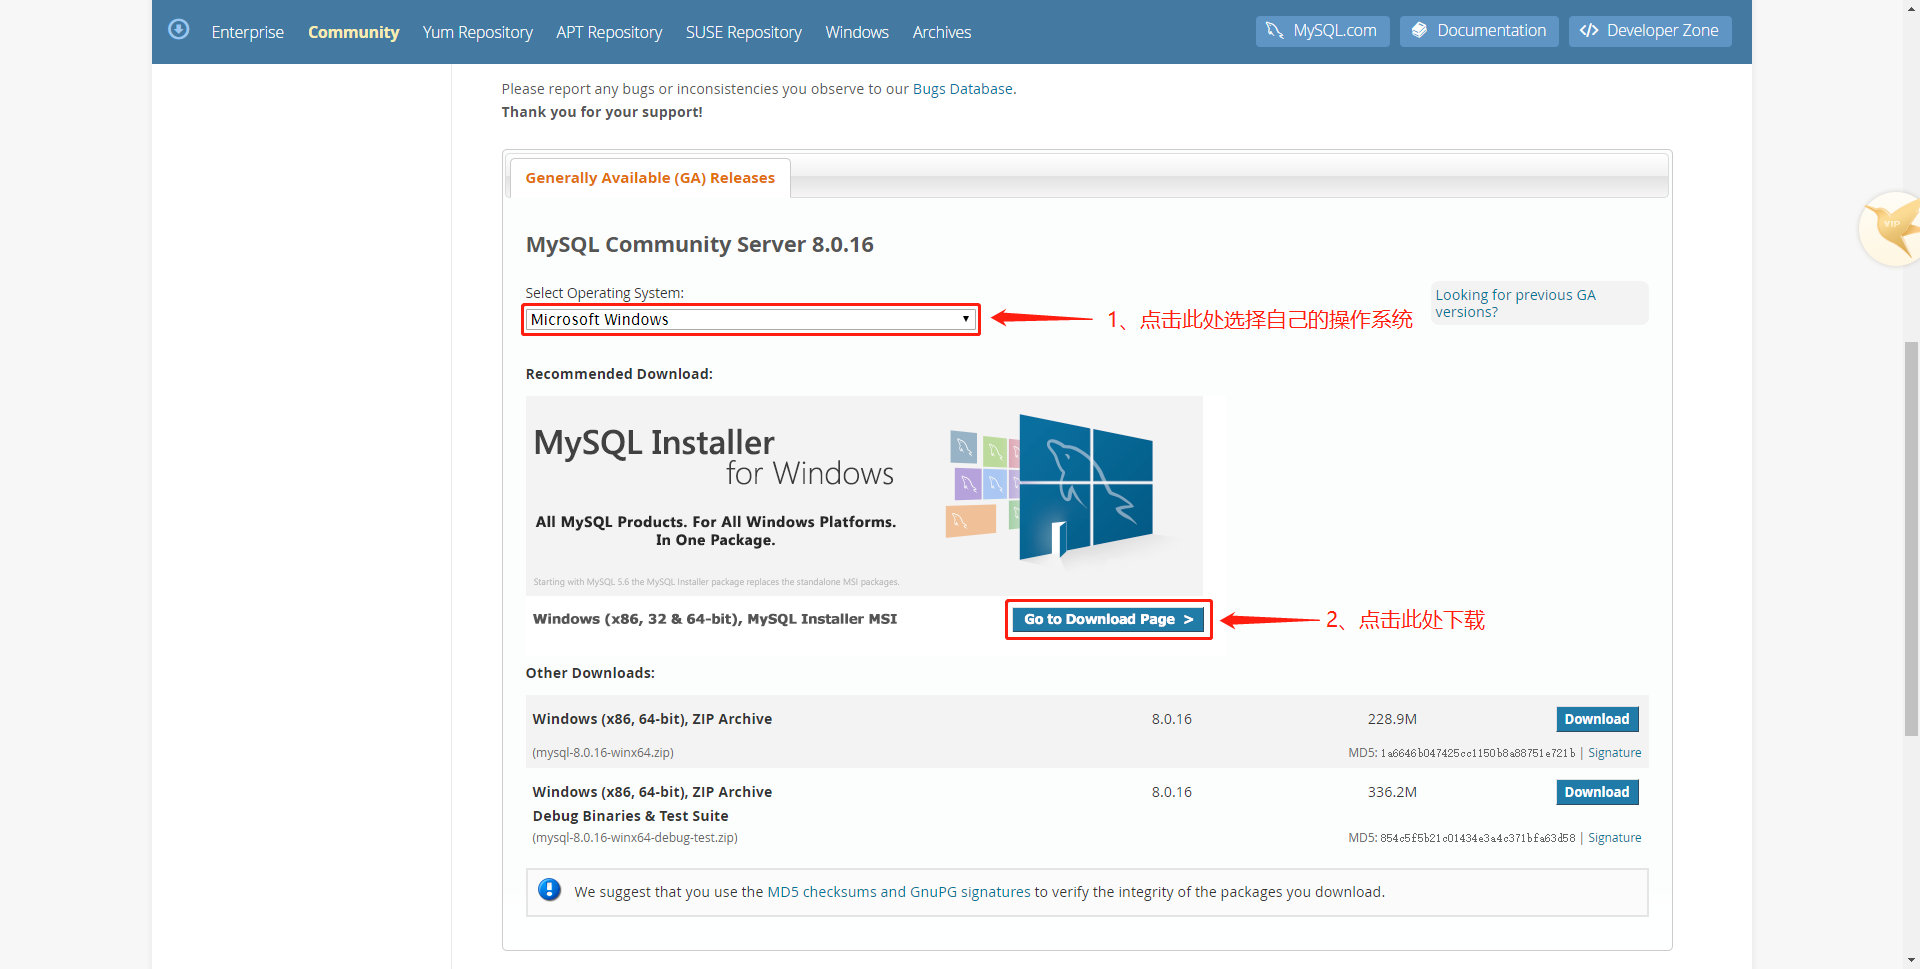 Enterprise Community Yum Repository APT Repository SUSE Repository Windows Archives MySQL.com Documentation Developer Zone
Please report any bugs or inconsistencies you observe to our Bugs Database.
Thank you for your support!
Generally Available (GA) Releases
VIP
MySQL Community Server 8.0.16
Select Operating System:
Microsoft Windows
1、点击此处选择自己的操作系统
Looking for previous GA
versions?
Recommended Download:
MySQL Installer
for Windows
All MySQL Products. For All Windows Platforms.
In One Package.
Starting with MySQL 5.6 the MySQL Installer package replaces the standalone MSI packages.
Windows (x86, 32 & 64-bit), MySQL Installer MSI
Go to Download Page >
2、点击此处下载
Other Downloads:
Windows (x86, 64-bit), ZIP Archive 8.0.16 228.9M Download
(mysql-8.0.16-winx64.zip) MD5: 1a6646b047425cc1150b8a88751e721b | Signature
Windows (x86, 64-bit), ZIP Archive 8.0.16 336.2M Download
Debug Binaries & Test Suite
(mysql-8.0.16-winx64-debug-test.zip) MD5: 854c5f5b21c01434e3a4c371bfa63d58 | Signature
We suggest that you use the MD5 checksums and GnuPG signatures to verify the integrity of the packages you download.